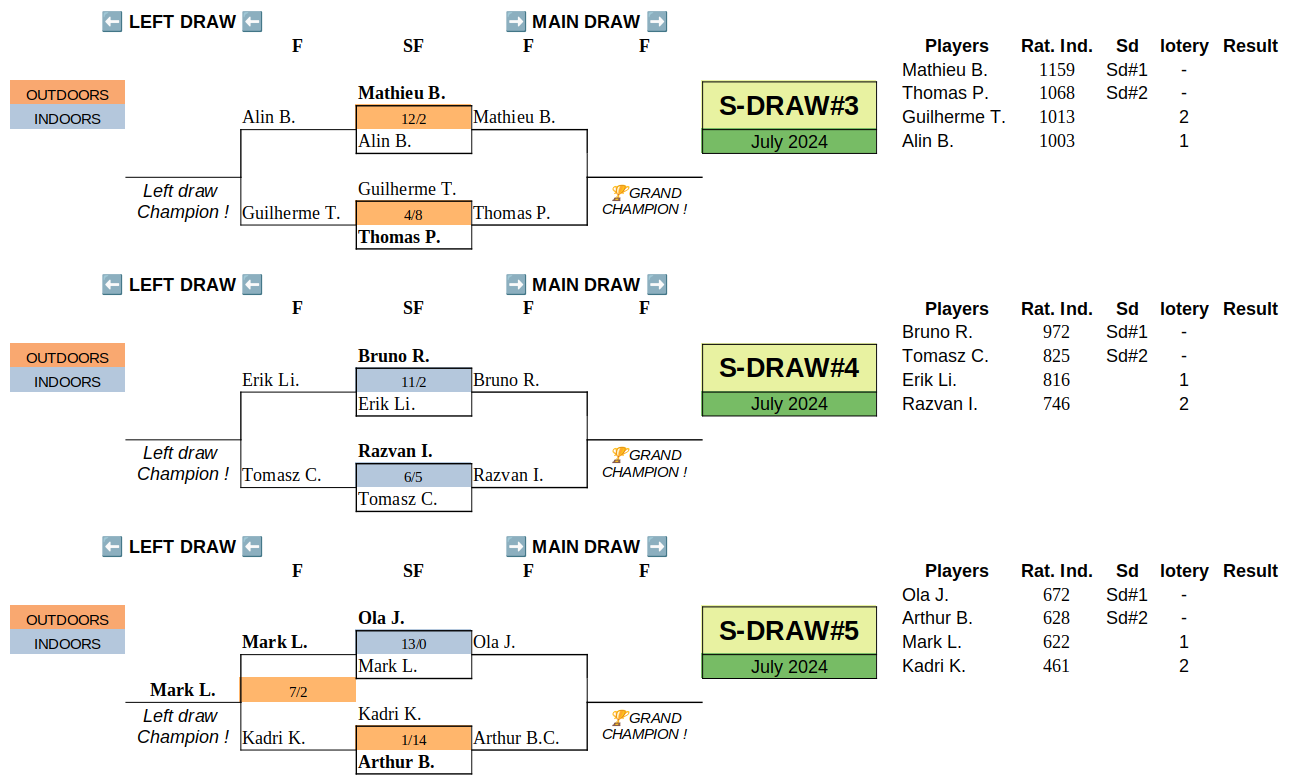 ⬅️ LEFT DRAW ⬅️ ➡️ MAIN DRAW ➡️
F SF F F Players Rat. Ind. Sd lotery Result
Mathieu B. 1159 Sd#1 -
OUTDOORS Mathieu B. S-DRAW#3 Thomas P. 1068 Sd#2 -
INDOORS Alin B. 12/2 Mathieu B. Guilherme T. 1013 2
Alin B. July 2024 Alin B. 1003 1
Left draw Guilherme T. 🏆GRAND
Champion ! Guilherme T. 4/8 Thomas P. CHAMPION !
Thomas P.
⬅️ LEFT DRAW ⬅️ ➡️ MAIN DRAW ➡️
F SF F F Players Rat. Ind. Sd lotery Result
Bruno R. 972 Sd#1 -
OUTDOORS Bruno R. S-DRAW#4 Tomasz C. 825 Sd#2 -
INDOORS Erik Li. 11/2 Bruno R. Erik Li. 816 1
Erik Li. July 2024 Razvan I. 746 2
Left draw Razvan I. 🏆GRAND
Champion ! Tomasz C. 6/5 Razvan I. CHAMPION !
Tomasz C.
⬅️ LEFT DRAW ⬅️ ➡️ MAIN DRAW ➡️
F SF F F Players Rat. Ind. Sd lotery Result
Ola J. 672 Sd#1 -
OUTDOORS Ola J. S-DRAW#5 Arthur B. 628 Sd#2 -
INDOORS Mark L. 13/0 Ola J. Mark L. 622 1
Mark L. July 2024 Kadri K. 461 2
Mark L. 7/2
Left draw Kadri K. 🏆GRAND
Champion ! Kadri K. 1/14 Arthur B.C. CHAMPION !
Arthur B.